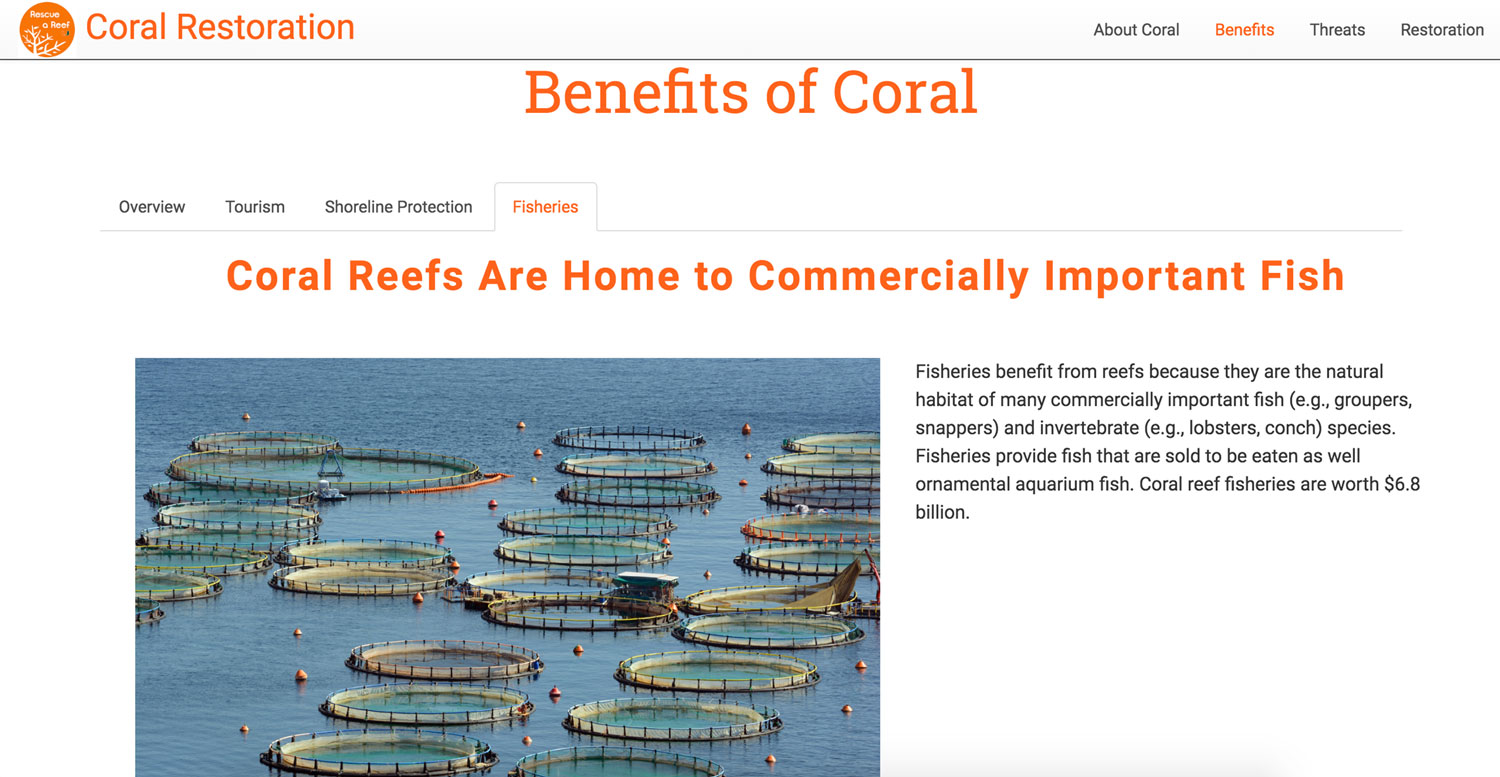 Rescue
a Reef
Coral Restoration
About Coral
Benefits
Threats
Restoration
Benefits of Coral
Overview
Tourism
Shoreline Protection
Fisheries
Coral Reefs Are Home to Commercially Important Fish
Fisheries benefit from reefs because they are the natural
habitat of many commercially important fish (e.g., groupers,
snappers) and invertebrate (e.g., lobsters, conch) species.
Fisheries provide fish that are sold to be eaten as well
ornamental aquarium fish. Coral reef fisheries are worth $6.8
billion.